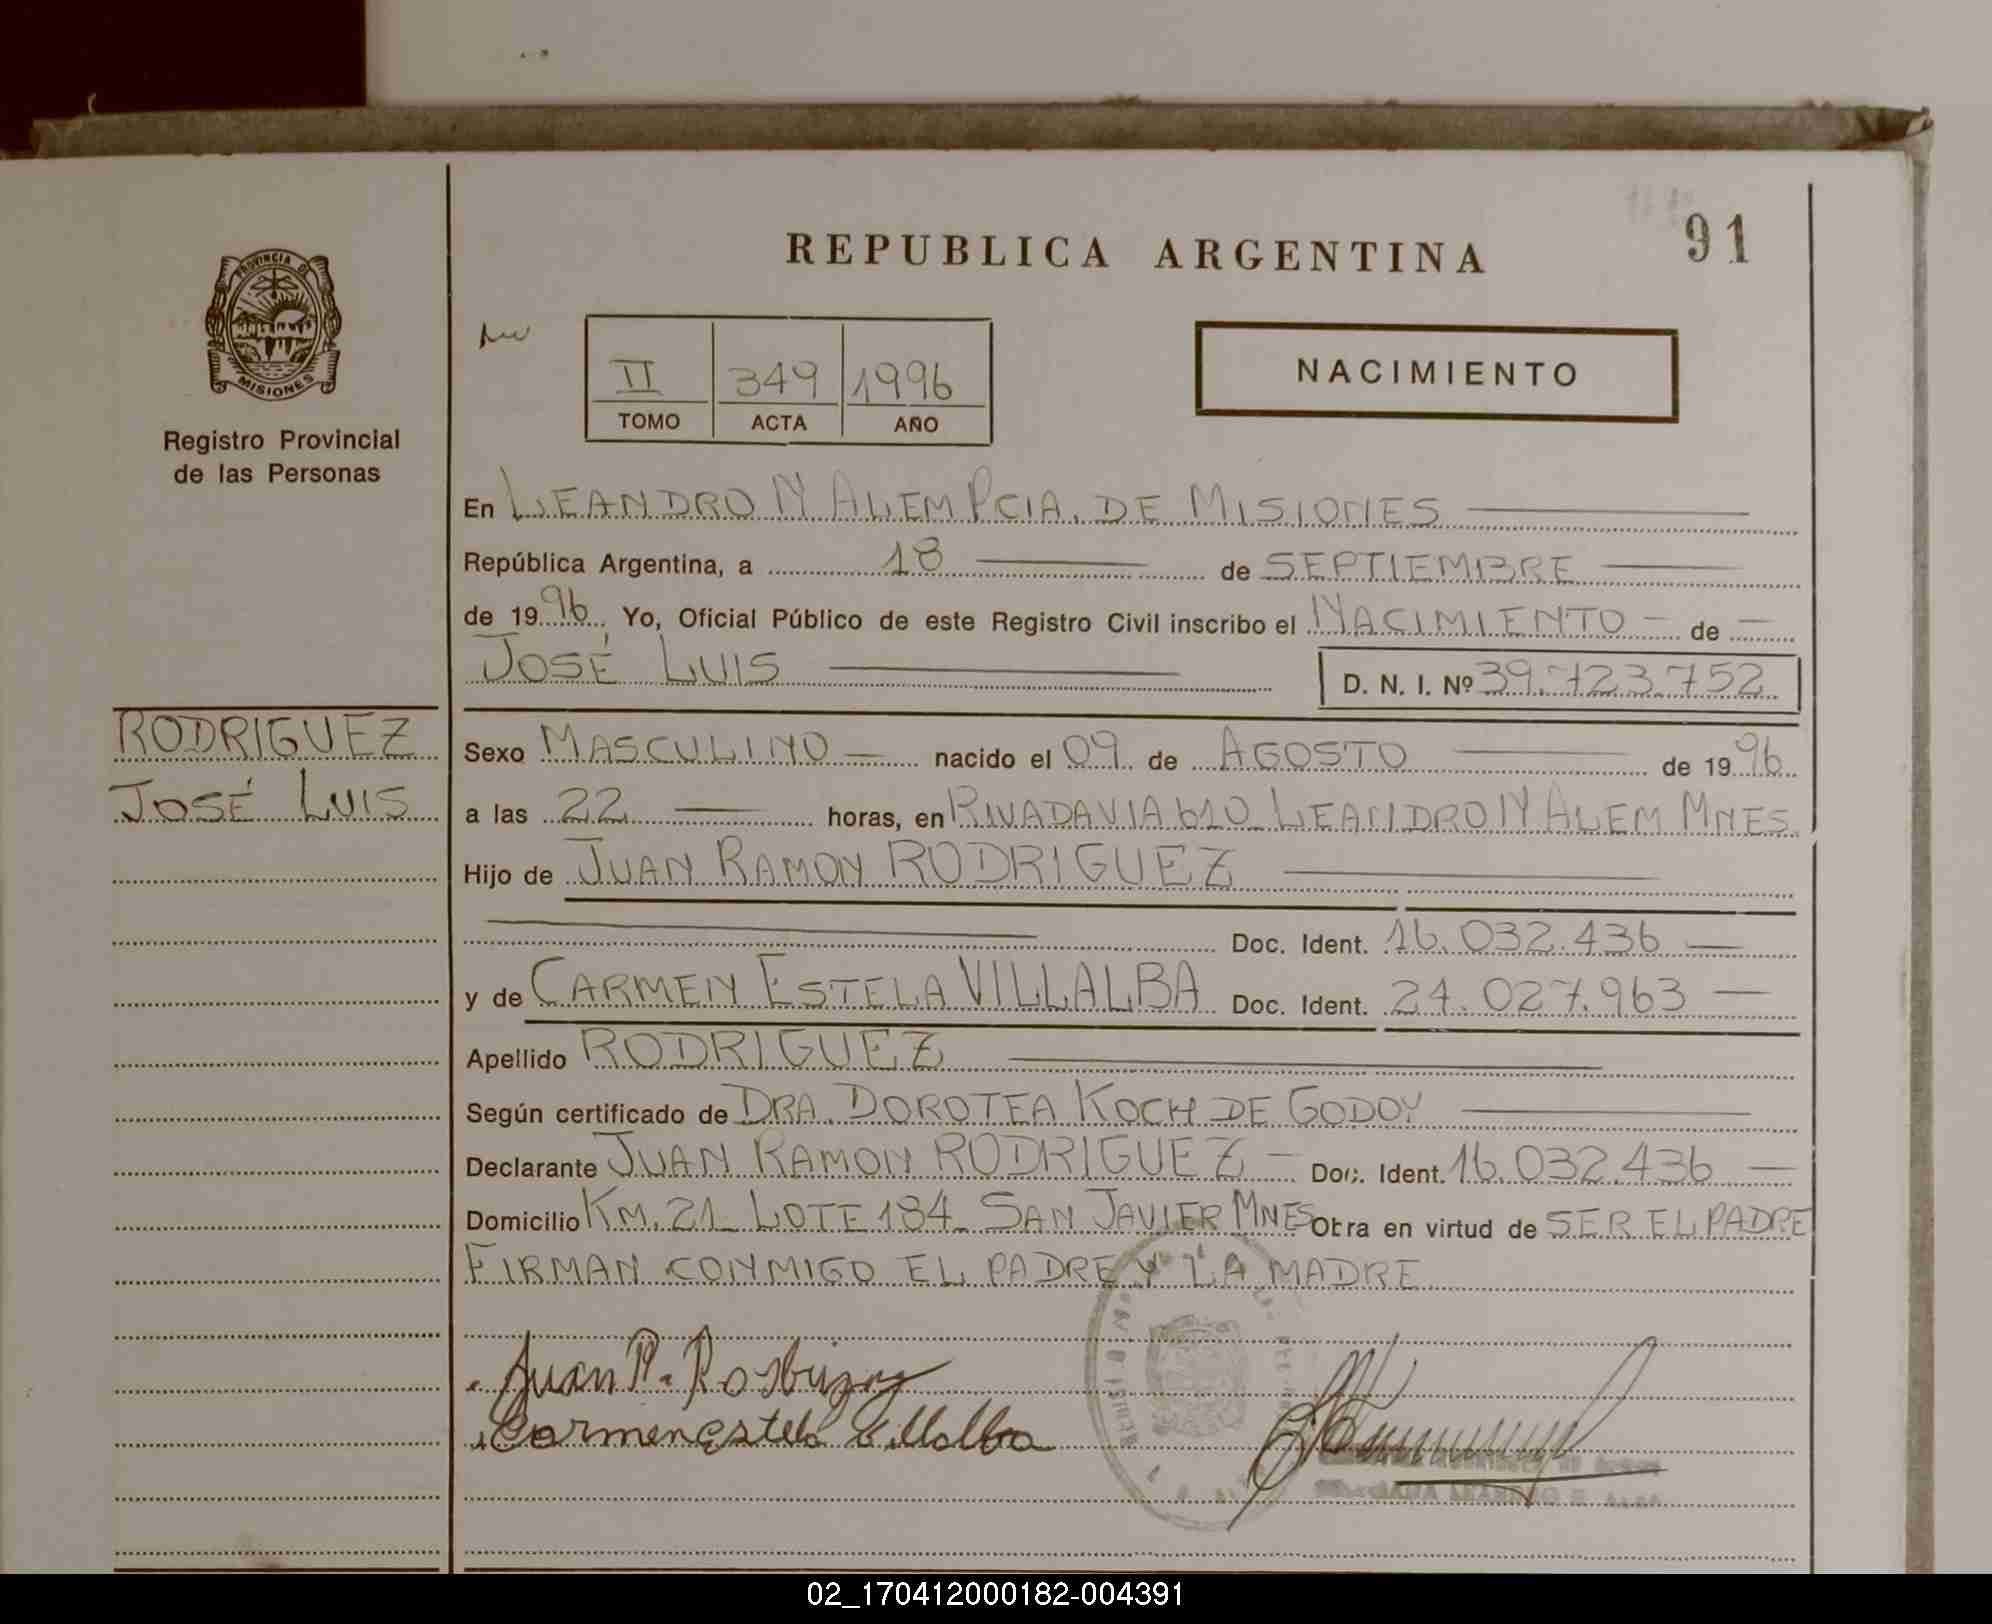 REPUBLICA ARGENTINA
91
PROVINCIA DE
MISIONES
Registro Provincial
de las Personas
II 349 1996
TOMO ACTA AÑO
NACIMIENTO
En LEANDRO N ALEM PCIA. DE MISIONES
República Argentina, a 18 de SEPTIEMBRE
de 1996 Yo, Oficial Público de este Registro Civil inscribo el NACIMIENTO de
JOSÉ LUIS D. N. I. Nº 39.723.752
RODRIGUEZ
JOSÉ LUIS
Sexo MASCULINO nacido el 09 de AGOSTO de 1996
a las 22 horas, en RIVADAVIA 610 LEANDRO N ALEM MNES
Hijo de JUAN RAMON RODRIGUEZ
Doc. Ident. 16.032.436
y de CARMEN ESTELA VILLALBA Doc. Ident. 24.027.963
Apellido RODRIGUEZ
Según certificado de DRA. DOROTEA KOCH DE GODOY
Declarante JUAN RAMON RODRIGUEZ Doc. Ident. 16.032.436
Domicilio KM. 21 LOTE 184 SAN JAVIER MNES Obra en virtud de SER EL PADRE
FIRMAN CONMIGO EL PADRE Y LA MADRE
Juan R.
Carmen Estela Villalba
02_170412000182-004391